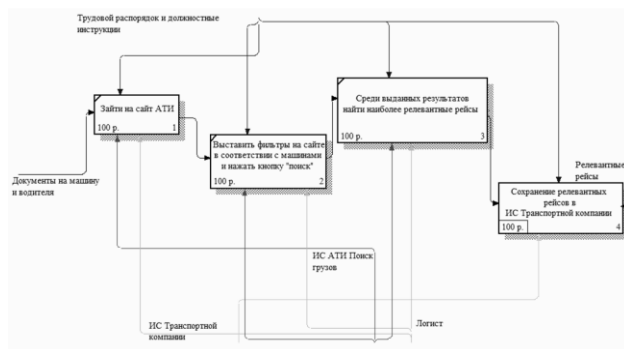 Трудовой распорядок и должностные
инструкции
Зайти на сайт АТИ
100 р. 1
Среди выданных результатов
найти наиболее релевантные рейсы
100 р. 3
Выставить фильтры на сайте
в соответствии с машинами
и нажать кнопку "поиск"
100 р. 2
Документы на машину
и водителя
Релевантные
рейсы
Сохранение релевантных
рейсов в
ИС Транспортной компании
100 р. 4
ИС АТИ Поиск
грузов
ИС Транспортной
компании
Логист